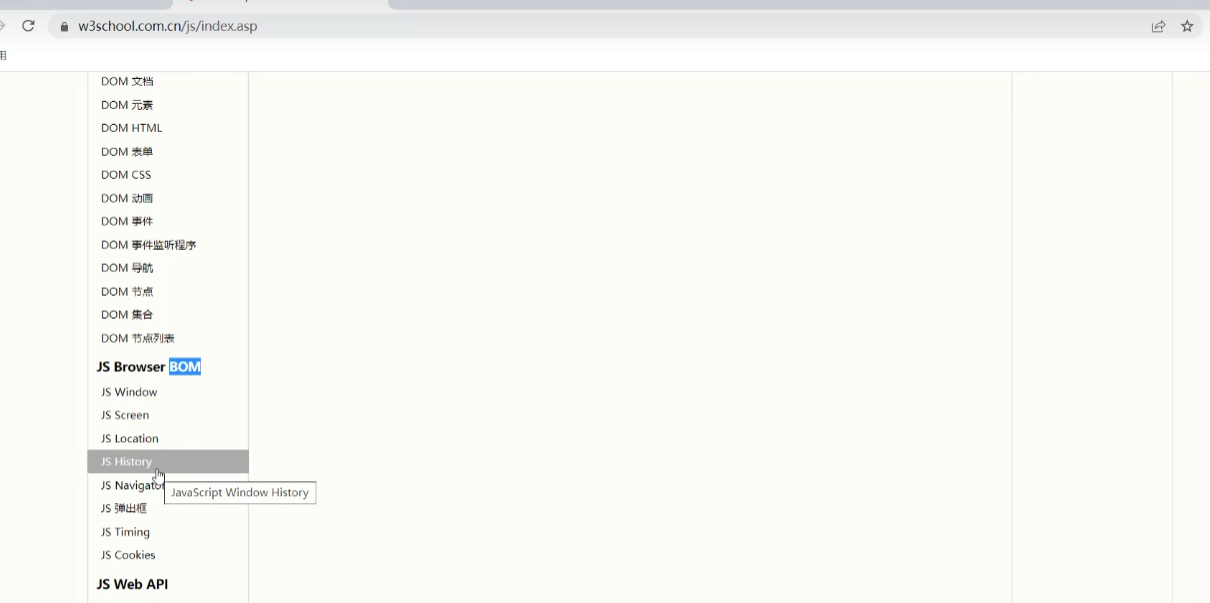 w3school.com.cn/js/index.asp
用
DOM 文档
DOM 元素
DOM HTML
DOM 表单
DOM CSS
DOM 动画
DOM 事件
DOM 事件监听程序
DOM 导航
DOM 节点
DOM 集合
DOM 节点列表
JS Browser BOM
JS Window
JS Screen
JS Location
JS History
JS Navigator
JavaScript Window History
JS 弹出框
JS Timing
JS Cookies
JS Web API